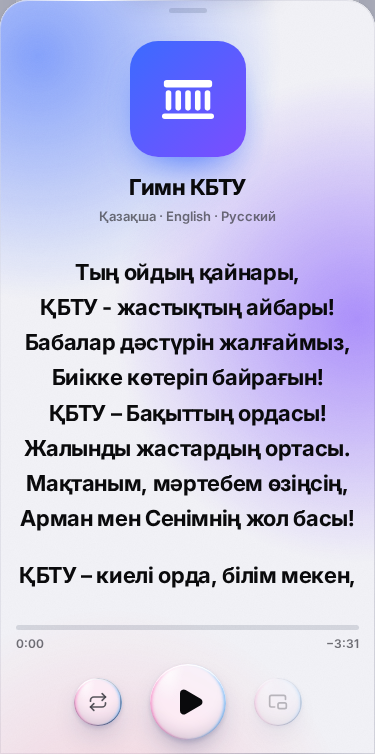 Гимн КБТУ
Қазақша · English · Русский
Тың ойдың қайнары,
ҚБТУ - жастықтың айбары!
Бабалар дәстүрін жалғаймыз,
Биікке көтеріп байрағын!
ҚБТУ – Бақыттың ордасы!
Жалынды жастардың ортасы.
Мақтаным, мәртебем өзіңсің,
Арман мен Сенімнің жол басы!
ҚБТУ – киелі орда, білім мекен,
0:00
−3:31